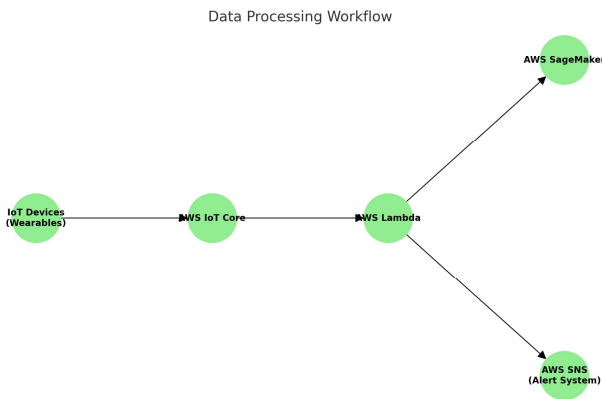 Data Processing Workflow
AWS SageMaker
IoT Devices
(Wearables)
AWS IoT Core
AWS Lambda
AWS SNS
(Alert System)